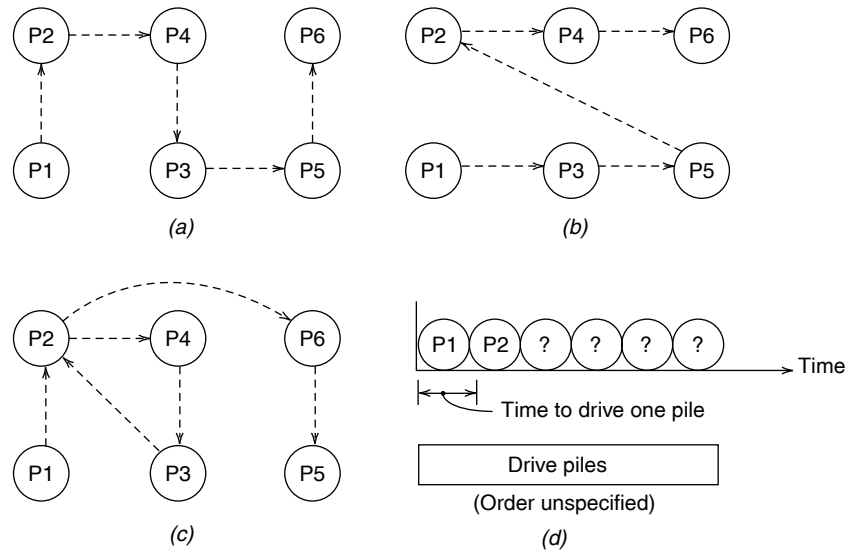 P2 P4 P6
P1 P3 P5
(a)
P2 P4 P6
P1 P3 P5
(b)
P2 P4 P6
P1 P3 P5
(c)
P1 P2 ? ? ? ?
Time
Time to drive one pile
Drive piles
(Order unspecified)
(d)